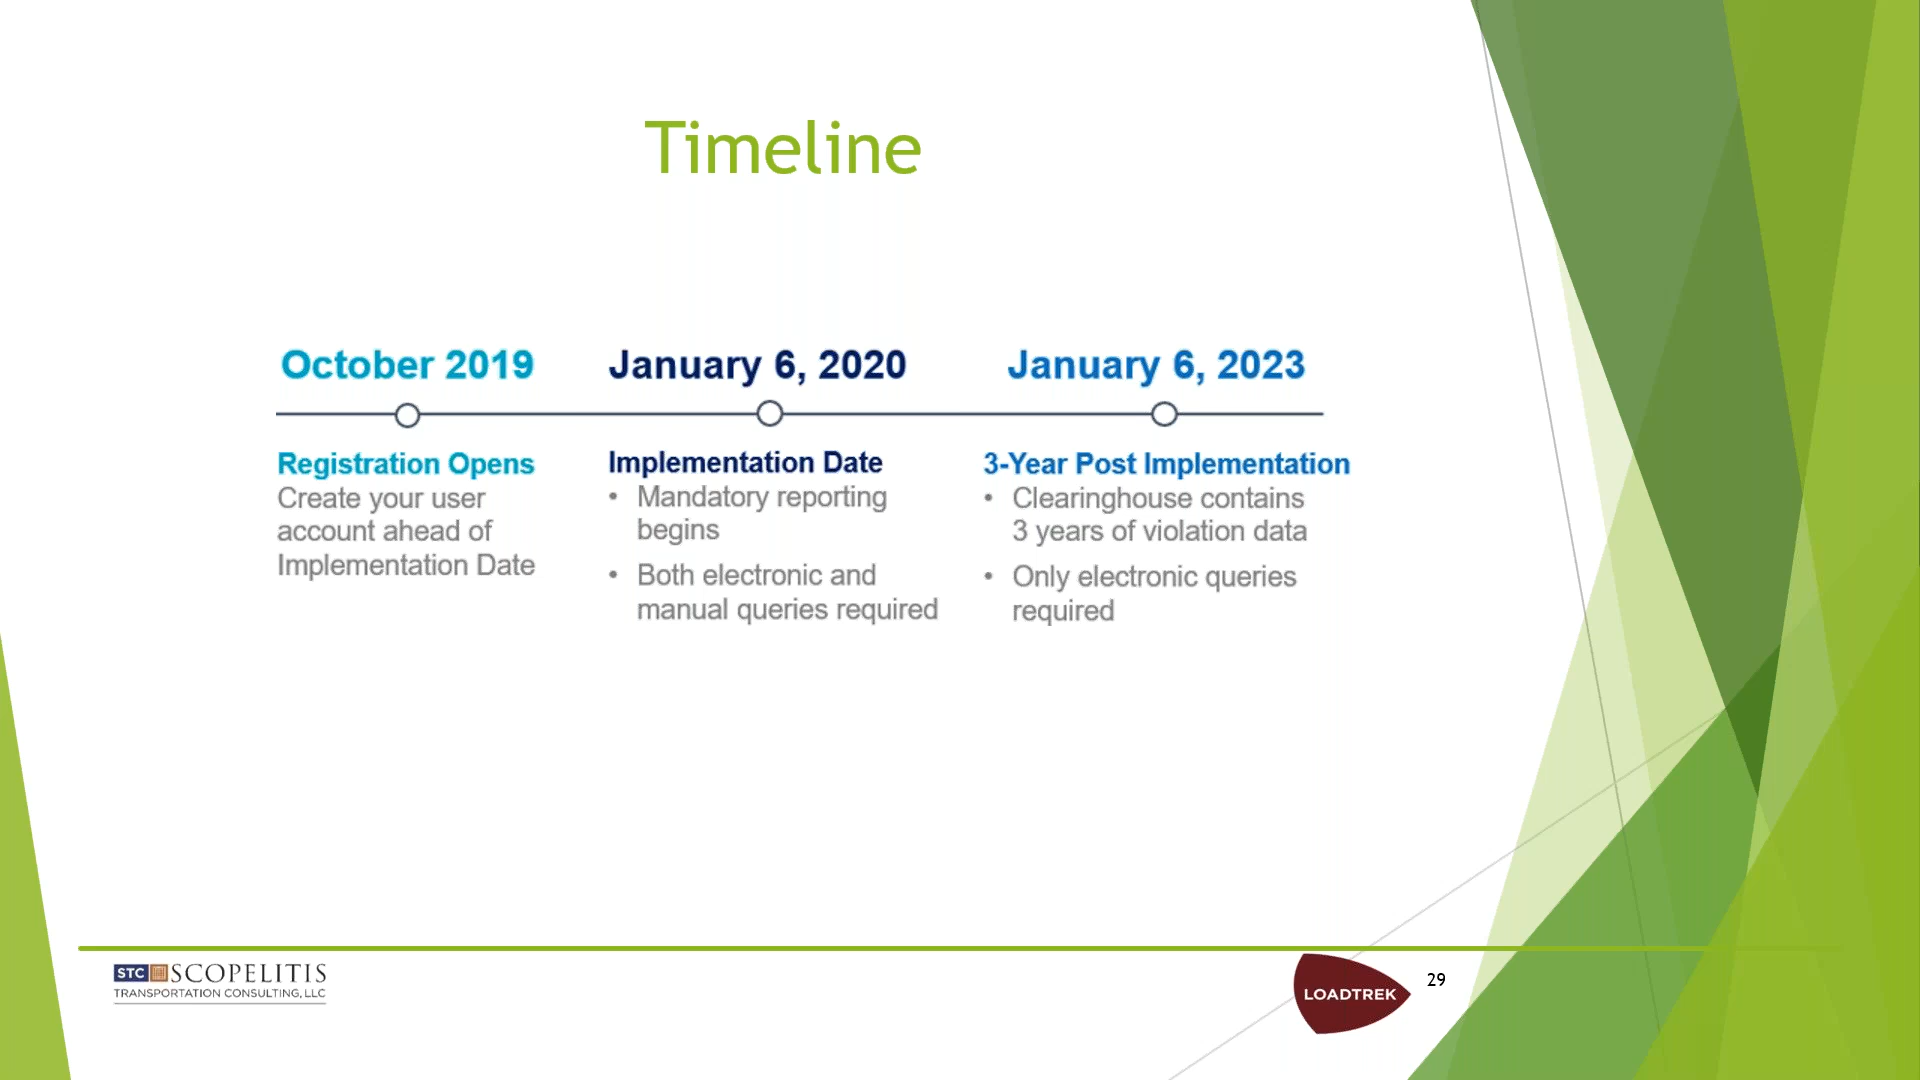 Timeline
October 2019
January 6, 2020
January 6, 2023
Registration Opens
Create your user
account ahead of
Implementation Date
Implementation Date
• Mandatory reporting
begins
• Both electronic and
manual queries required
3-Year Post Implementation
• Clearinghouse contains
3 years of violation data
• Only electronic queries
required
STC SCOPELITIS
TRANSPORTATION CONSULTING, LLC
LOADTREK
29